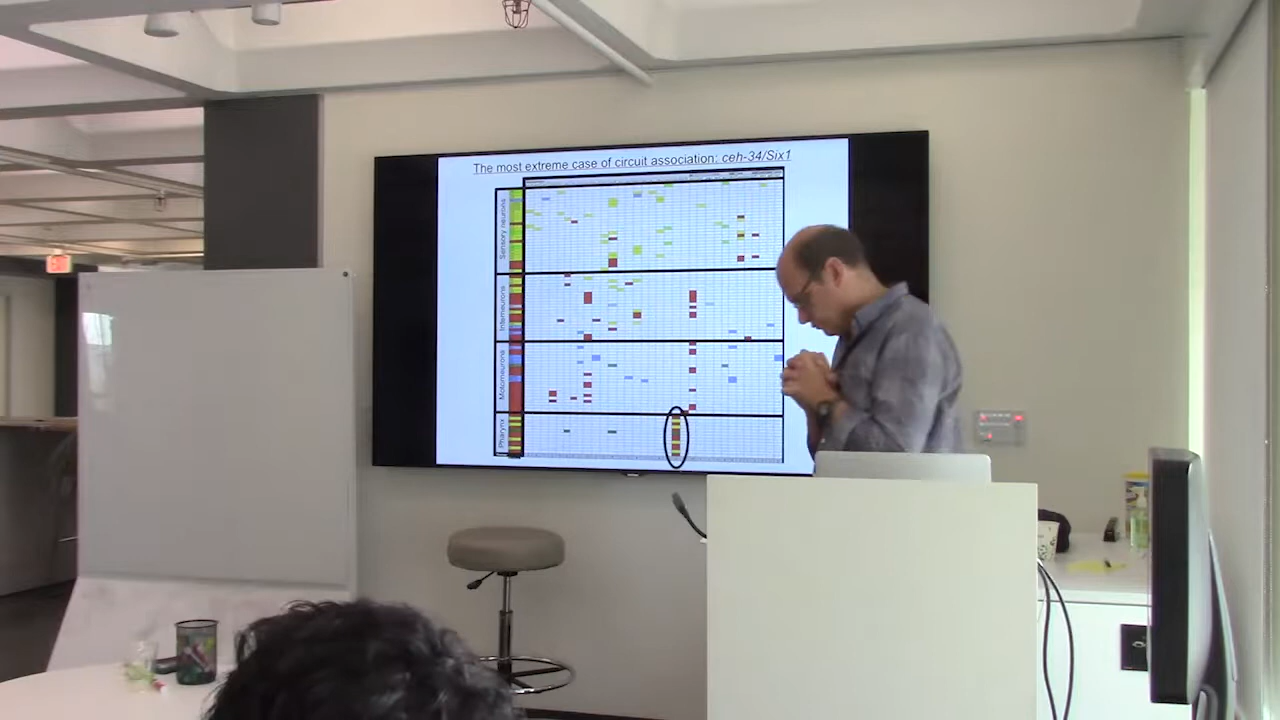 The most extreme case of circuit association: ceh-34/Six1
Sensory neurons
Interneurons
Motorneurons
Pharynx